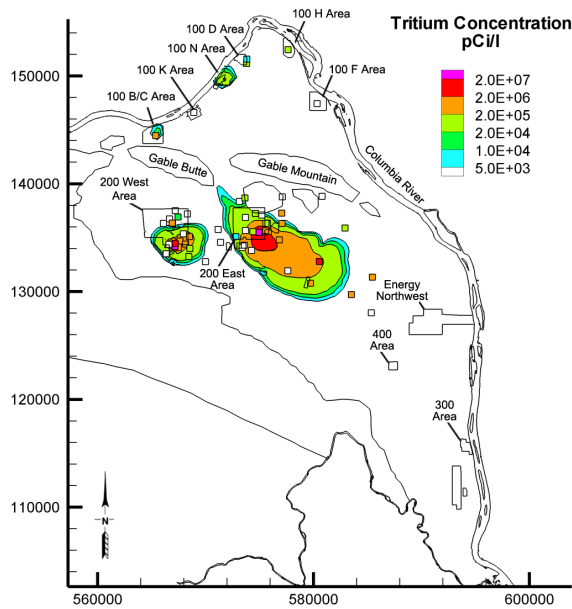 Tritium Concentration
pCi/l
2.0E+07
2.0E+06
2.0E+05
2.0E+04
1.0E+04
5.0E+03
100 H Area
100 D Area
100 N Area
100 K Area
100 B/C Area
100 F Area
Columbia River
Gable Butte
Gable Mountain
200 West
Area
200 East
Area
Energy
Northwest
400
Area
300
Area
N
150000
140000
130000
120000
110000
560000
580000
600000